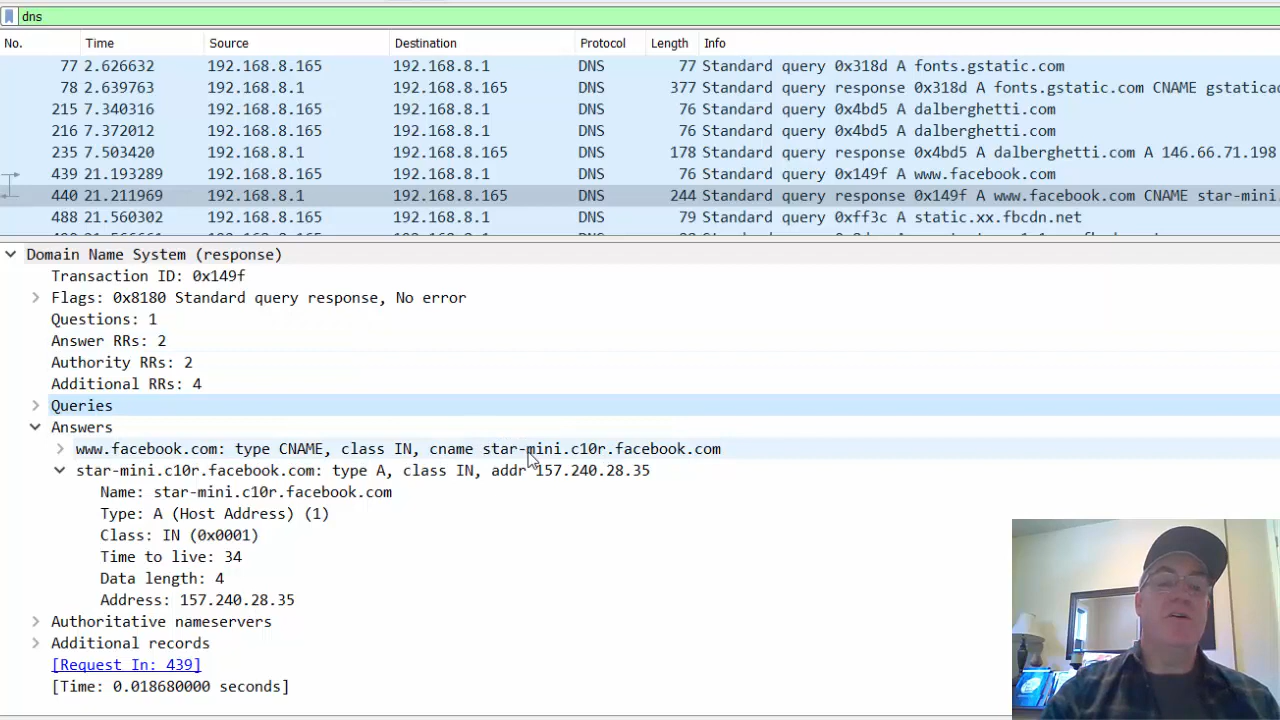 dns
No. Time Source Destination Protocol Length Info
77 2.626632 192.168.8.165 192.168.8.1 DNS 77 Standard query 0x318d A fonts.gstatic.com
78 2.639763 192.168.8.1 192.168.8.165 DNS 377 Standard query response 0x318d A fonts.gstatic.com CNAME gstatica
215 7.340316 192.168.8.165 192.168.8.1 DNS 76 Standard query 0x4bd5 A dalberghetti.com
216 7.372012 192.168.8.165 192.168.8.1 DNS 76 Standard query 0x4bd5 A dalberghetti.com
235 7.503420 192.168.8.1 192.168.8.165 DNS 178 Standard query response 0x4bd5 A dalberghetti.com A 146.66.71.198
439 21.193289 192.168.8.165 192.168.8.1 DNS 76 Standard query 0x149f A www.facebook.com
440 21.211969 192.168.8.1 192.168.8.165 DNS 244 Standard query response 0x149f A www.facebook.com CNAME star-mini.
488 21.560302 192.168.8.165 192.168.8.1 DNS 79 Standard query 0xff3c A static.xx.fbcdn.net
Domain Name System (response)
Transaction ID: 0x149f
Flags: 0x8180 Standard query response, No error
Questions: 1
Answer RRs: 2
Authority RRs: 2
Additional RRs: 4
Queries
Answers
www.facebook.com: type CNAME, class IN, cname star-mini.c10r.facebook.com
star-mini.c10r.facebook.com: type A, class IN, addr 157.240.28.35
Name: star-mini.c10r.facebook.com
Type: A (Host Address) (1)
Class: IN (0x0001)
Time to live: 34
Data length: 4
Address: 157.240.28.35
Authoritative nameservers
Additional records
[Request In: 439]
[Time: 0.018680000 seconds]